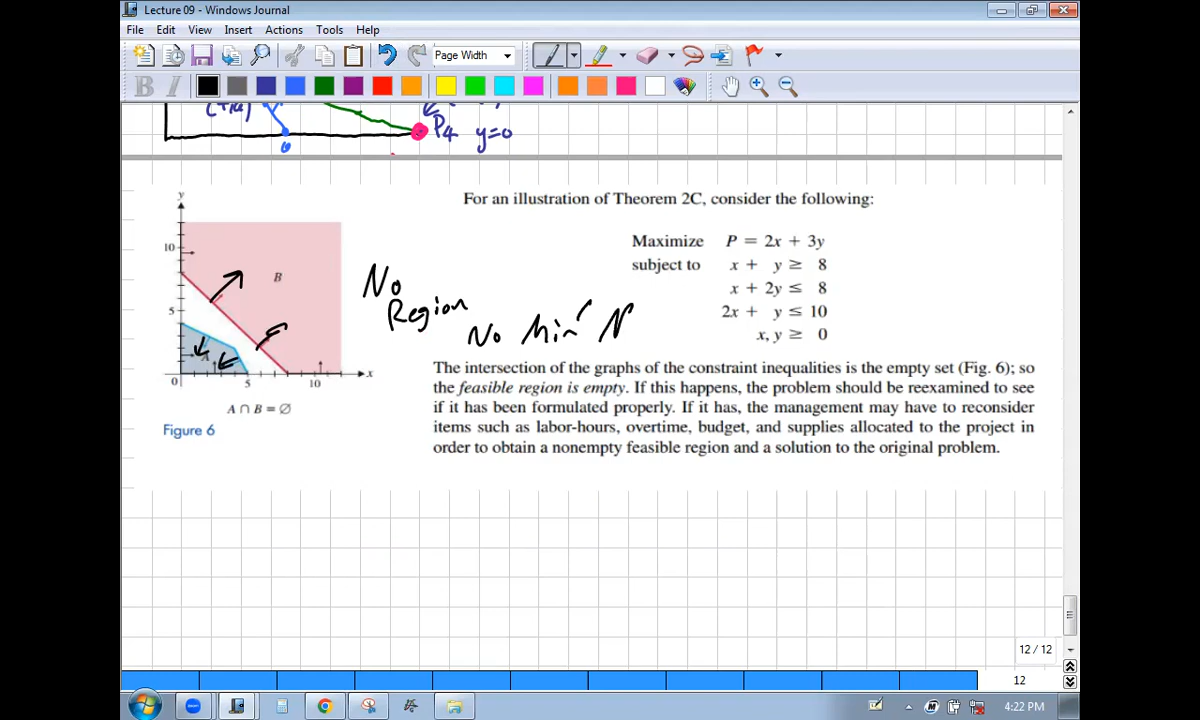 Lecture 09 - Windows Journal
File Edit View Insert Actions Tools Help
Page Width
B I
P4 y=0
For an illustration of Theorem 2C, consider the following:
Maximize P = 2x + 3y
subject to x + y ≥ 8
x + 2y ≤ 8
2x + y ≤ 10
x, y ≥ 0
y
10
5
B
A
0 5 10 x
A ∩ B = ∅
Figure 6
No
Region
No Min N
The intersection of the graphs of the constraint inequalities is the empty set (Fig. 6); so
the feasible region is empty. If this happens, the problem should be reexamined to see
if it has been formulated properly. If it has, the management may have to reconsider
items such as labor-hours, overtime, budget, and supplies allocated to the project in
order to obtain a nonempty feasible region and a solution to the original problem.
12 / 12
12
4:22 PM